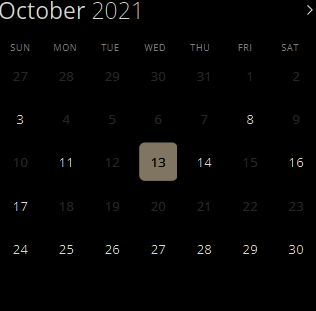 October 2021 >
SUN MON TUE WED THU FRI SAT
27 28 29 30 31 1 2
3 4 5 6 7 8 9
10 11 12 13 14 15 16
17 18 19 20 21 22 23
24 25 26 27 28 29 30